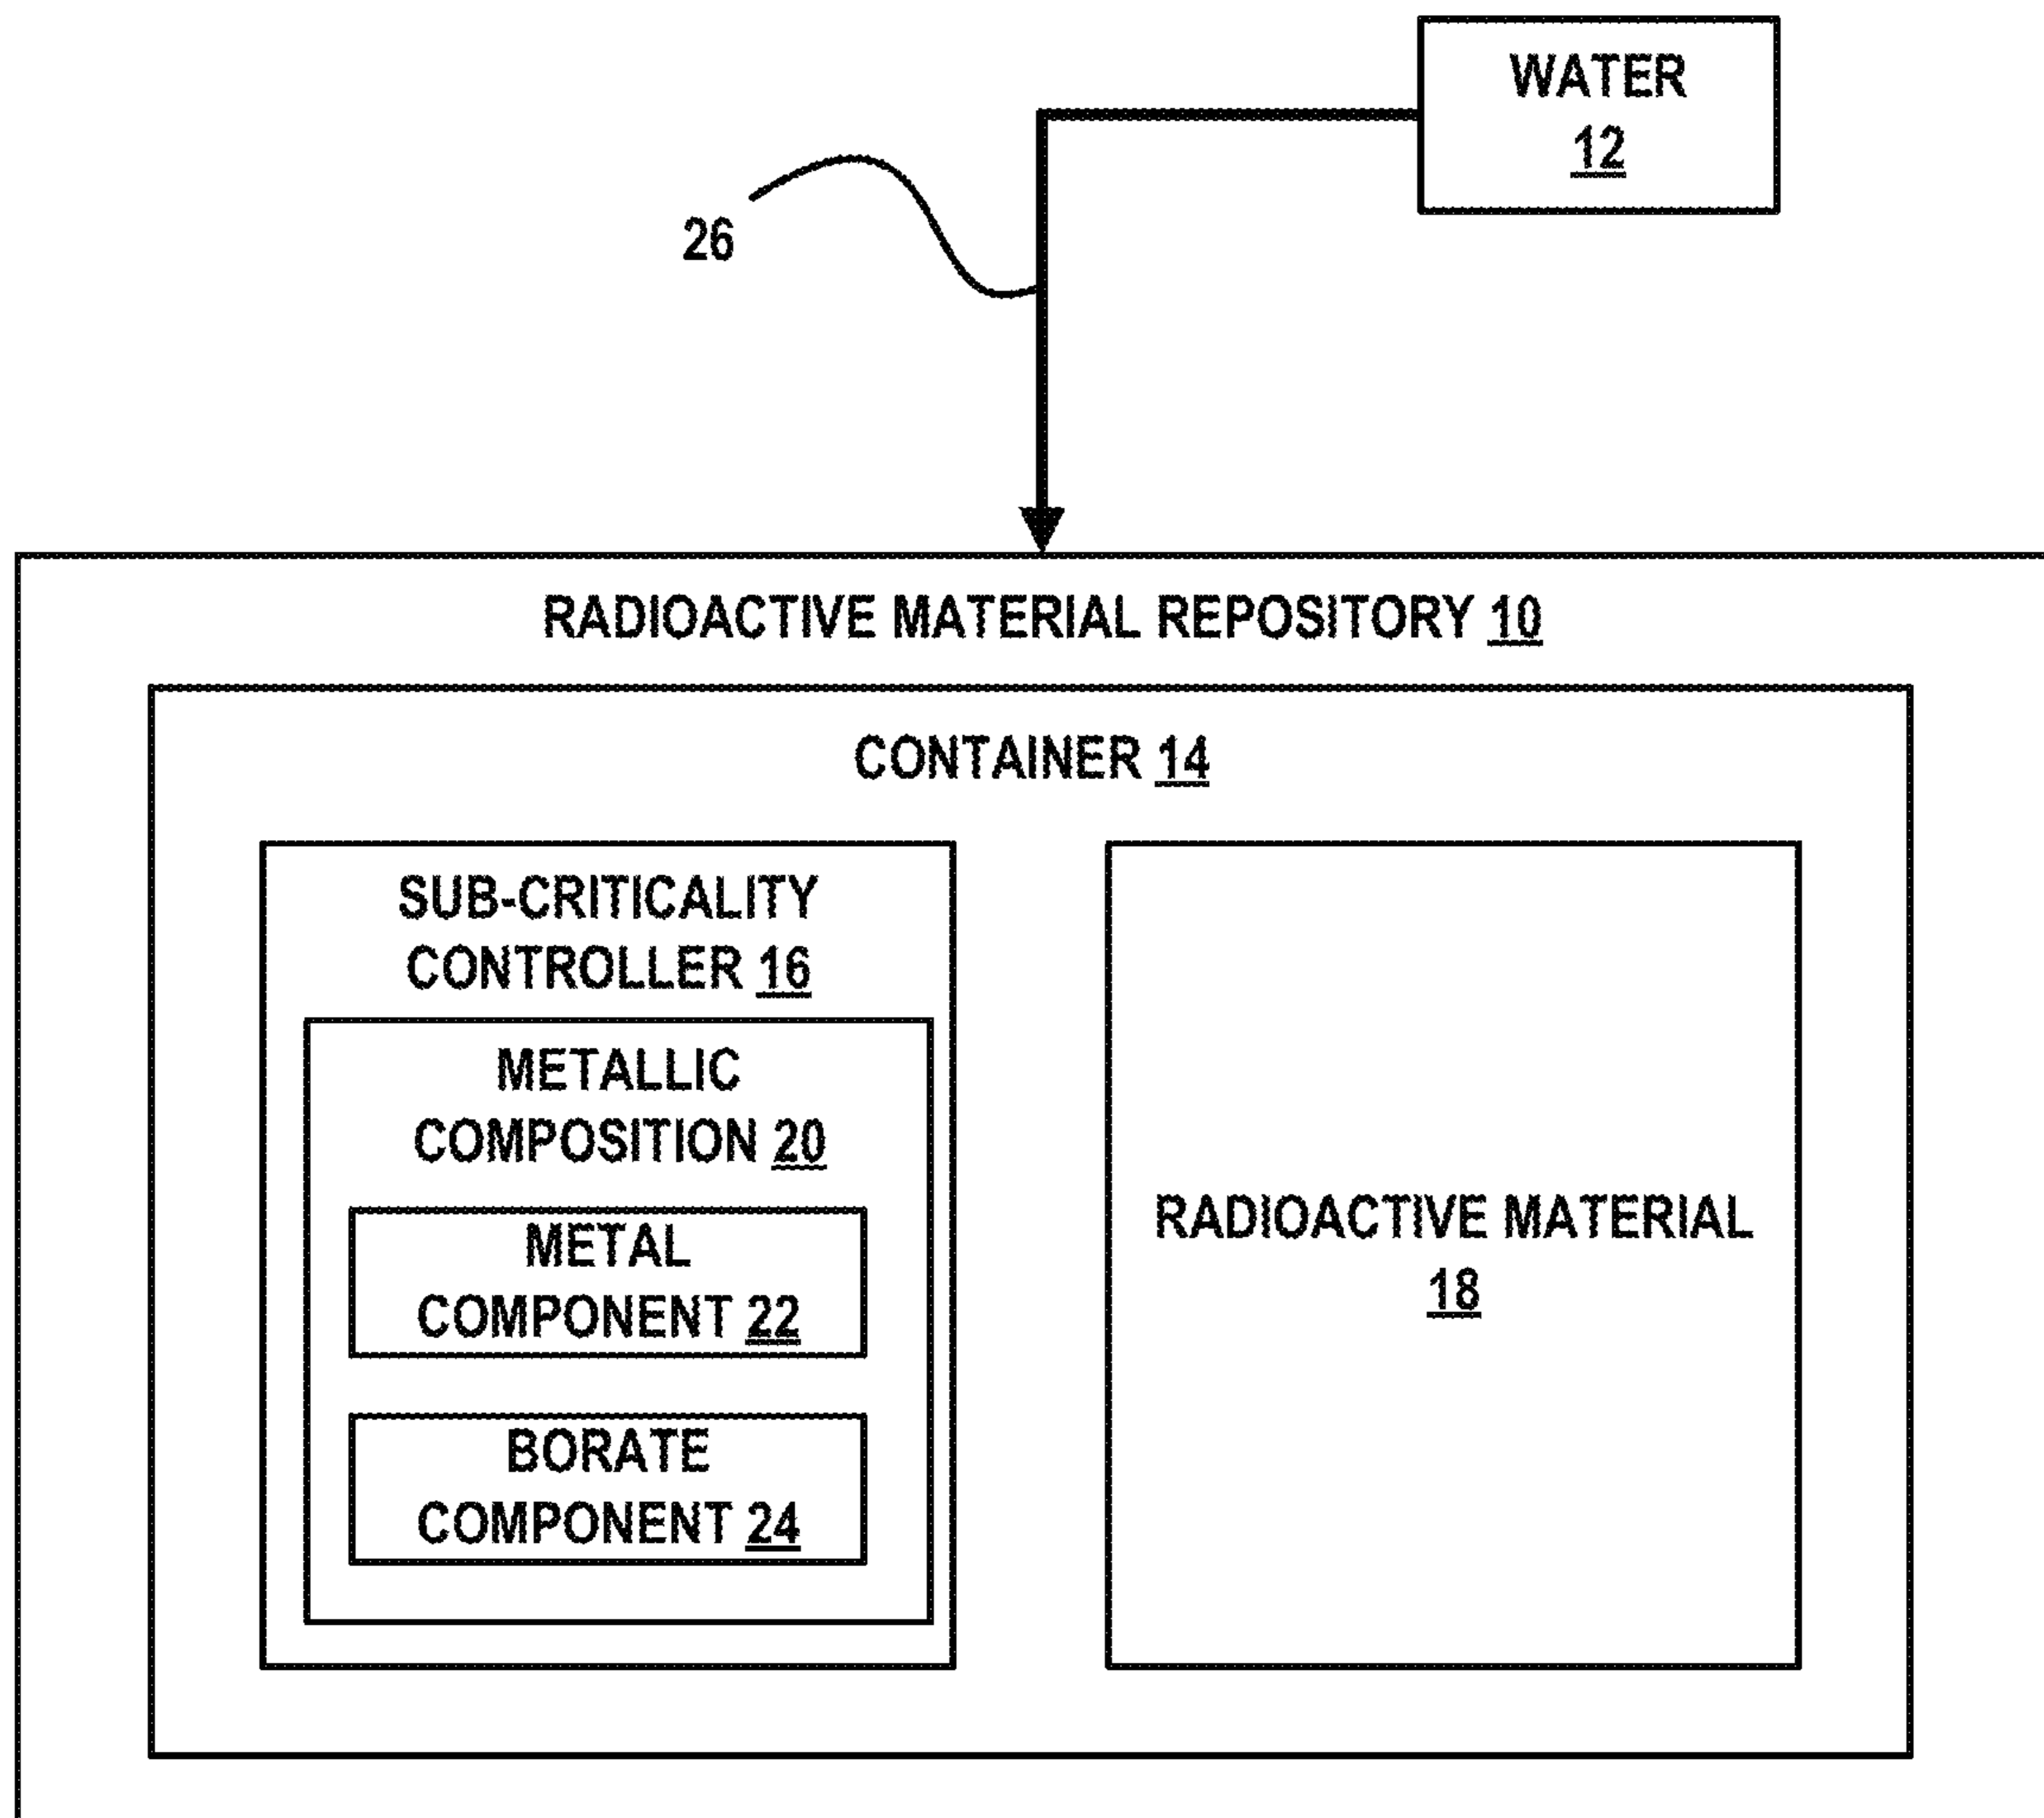 WATER
12
26
RADIOACTIVE MATERIAL REPOSITORY 10
CONTAINER 14
SUB-CRITICALITY
CONTROLLER 16
METALLIC
COMPOSITION 20
METAL
COMPONENT 22
BORATE
COMPONENT 24
RADIOACTIVE MATERIAL
18